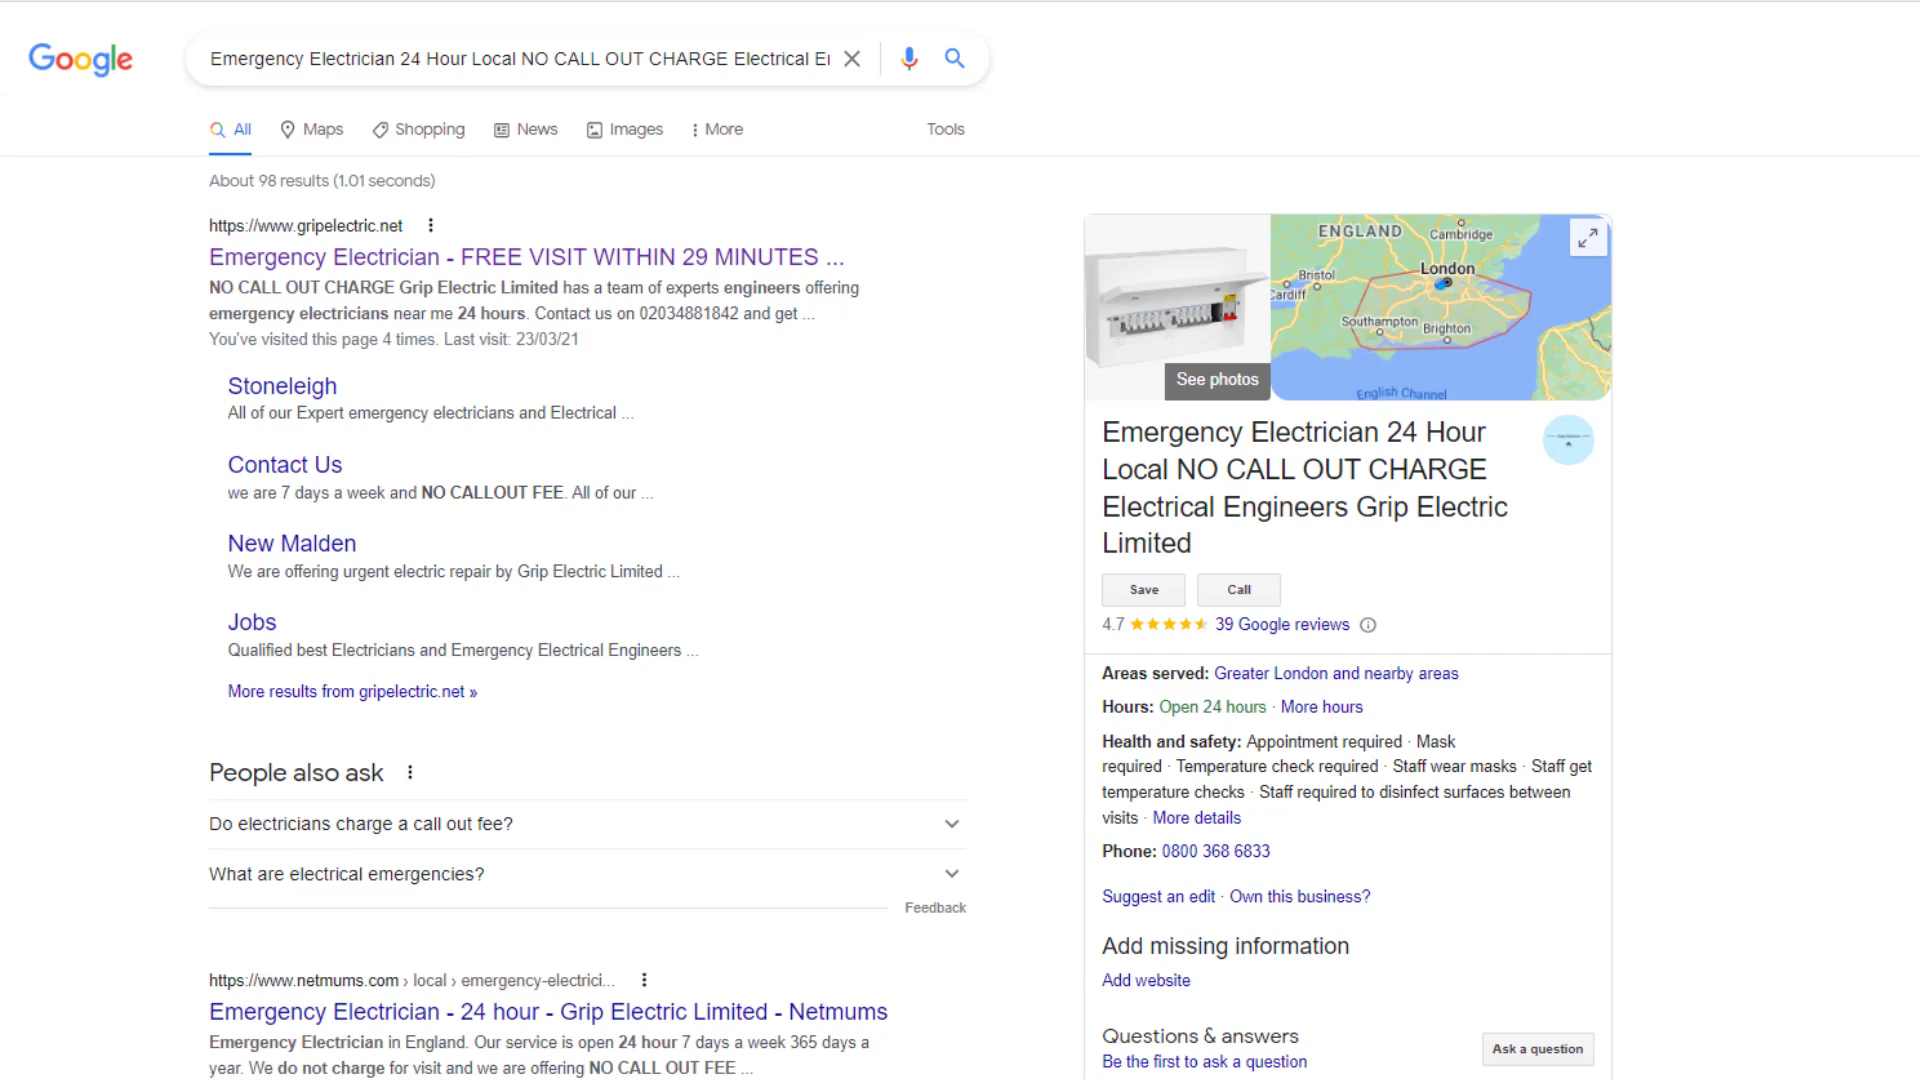 Google
Emergency Electrician 24 Hour Local NO CALL OUT CHARGE Electrical
All
Maps
Shopping
News
Images
More
Tools
About 98 results (1.01 seconds)
https://www.gripelectric.net
Emergency Electrician - FREE VISIT WITHIN 29 MINUTES ...
NO CALL OUT CHARGE Grip Electric Limited has a team of experts engineers offering
emergency electricians near me 24 hours. Contact us on 02034881842 and get ...
You've visited this page 4 times. Last visit: 23/03/21
Stoneleigh
All of our Expert emergency electricians and Electrical ...
Contact Us
we are 7 days a week and NO CALLOUT FEE. All of our ...
New Malden
We are offering urgent electric repair by Grip Electric Limited ...
Jobs
Qualified best Electricians and Emergency Electrical Engineers ...
More results from gripelectric.net »
People also ask
Do electricians charge a call out fee?
What are electrical emergencies?
Feedback
https://www.netmums.com › local › emergency-electrici...
Emergency Electrician - 24 hour - Grip Electric Limited - Netmums
Emergency Electrician in England. Our service is open 24 hour 7 days a week 365 days a
year. We do not charge for visit and we are offering NO CALL OUT FEE ...
See photos
ENGLAND
Cambridge
London
Bristol
Cardiff
Southampton
Brighton
English Channel
Emergency Electrician 24 Hour
Local NO CALL OUT CHARGE
Electrical Engineers Grip Electric
Limited
Save
Call
4.7
39 Google reviews
Areas served: Greater London and nearby areas
Hours: Open 24 hours · More hours
Health and safety: Appointment required · Mask
required · Temperature check required · Staff wear masks · Staff get
temperature checks · Staff required to disinfect surfaces between
visits · More details
Phone: 0800 368 6833
Suggest an edit · Own this business?
Add missing information
Add website
Questions & answers
Be the first to ask a question
Ask a question